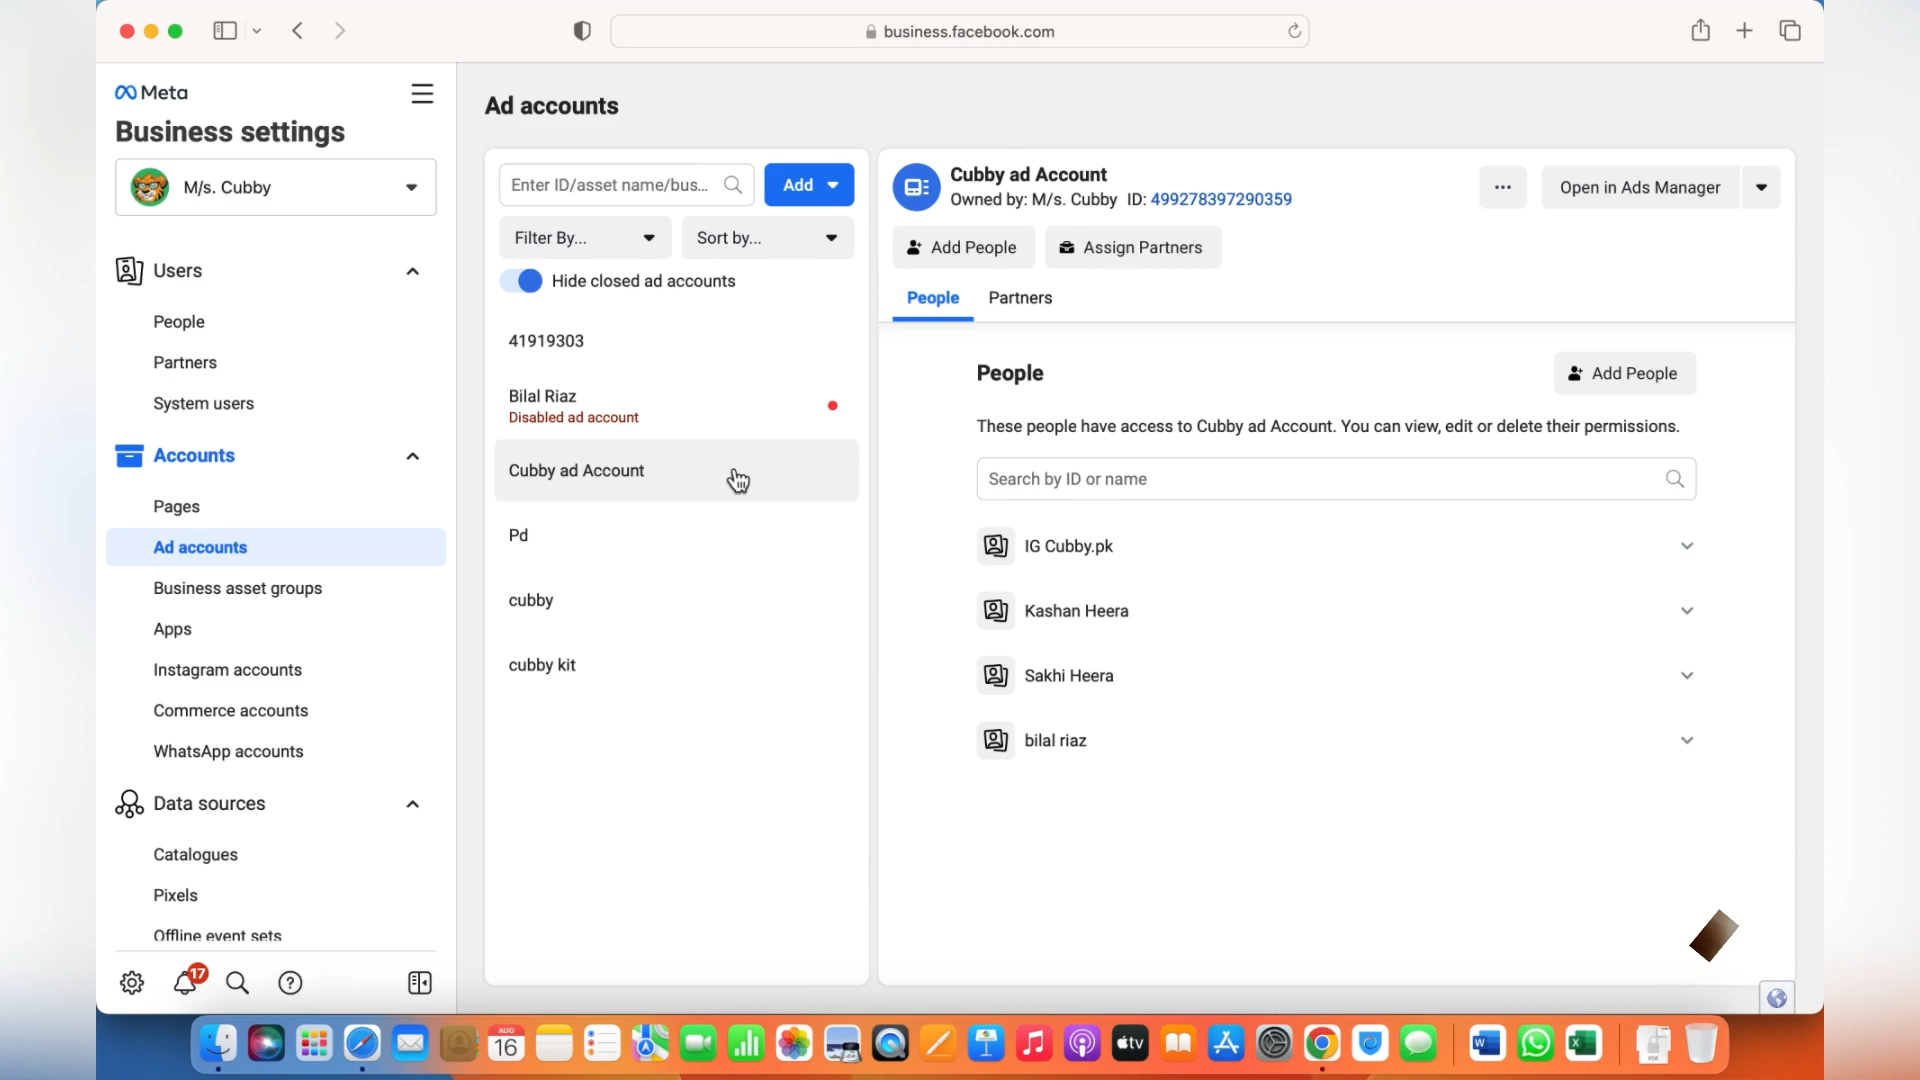 business.facebook.com
Meta
Business settings
M/s. Cubby
Users
People
Partners
System users
Accounts
Pages
Ad accounts
Business asset groups
Apps
Instagram accounts
Commerce accounts
WhatsApp accounts
Data sources
Catalogues
Pixels
Offline event sets
17
Ad accounts
Enter ID/asset name/bus...
Add
Filter By...
Sort by...
Hide closed ad accounts
41919303
Bilal Riaz
Disabled ad account
Cubby ad Account
Pd
cubby
cubby kit
Cubby ad Account
Owned by: M/s. Cubby ID: 499278397290359
Open in Ads Manager
Add People
Assign Partners
People
Partners
People
Add People
These people have access to Cubby ad Account. You can view, edit or delete their permissions.
Search by ID or name
IG Cubby.pk
Kashan Heera
Sakhi Heera
bilal riaz
AUG
16
tv
W
X
PDF